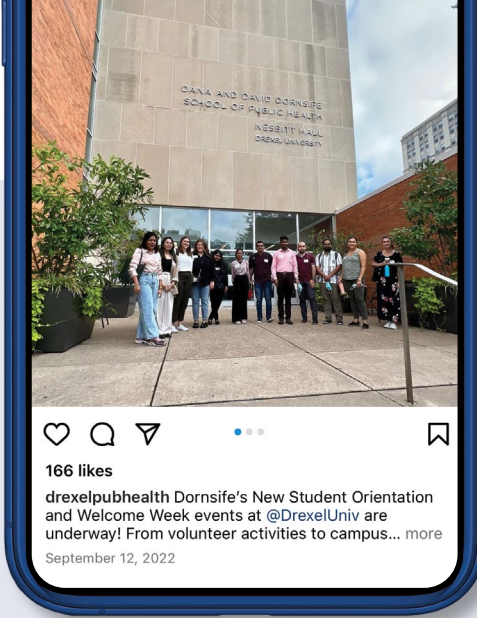 DANA AND DAVID DORNSIFE
SCHOOL OF PUBLIC HEALTH
NESBITT HALL
DREXEL UNIVERSITY
166 likes
drexelpubhealth Dornsife's New Student Orientation
and Welcome Week events at @DrexelUniv are
underway! From volunteer activities to campus... more
September 12, 2022